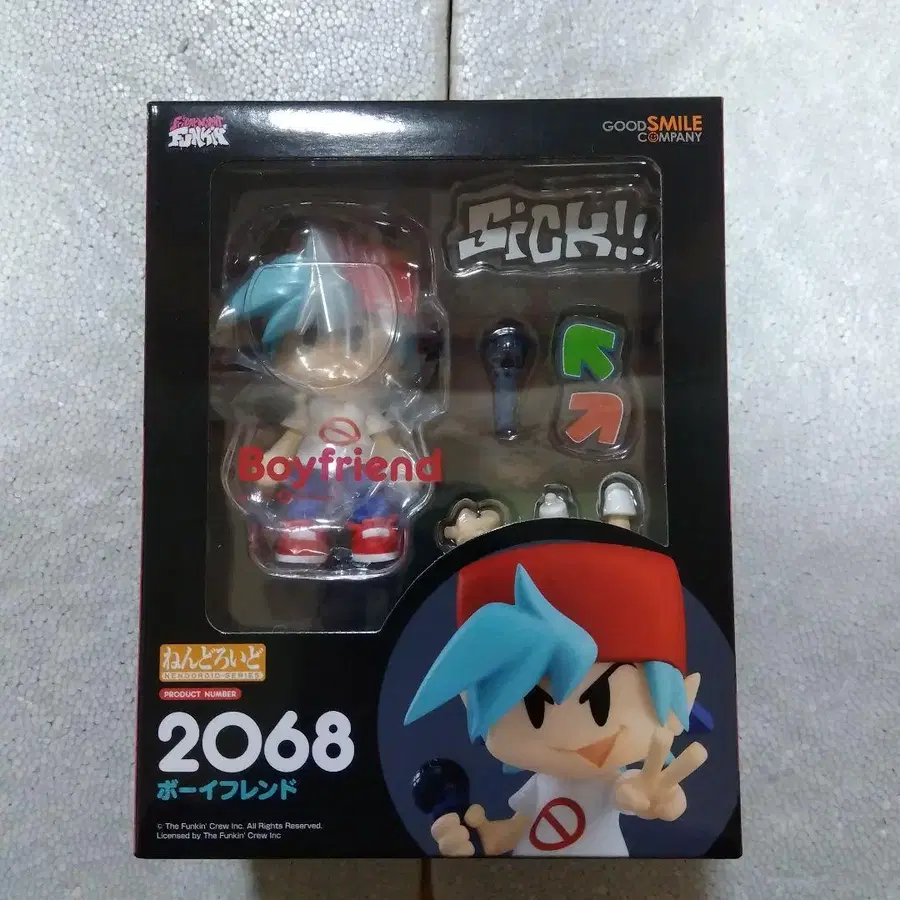 FRIDAY NIGHT
FUNKIN'
GOOD SMILE
COMPANY
SICK!!
Boyfriend
ねんどろいど
NENDOROID SERIES
PRODUCT NUMBER
2068
ボーイフレンド
© The Funkin' Crew Inc. All Rights Reserved.
Licensed by The Funkin' Crew Inc